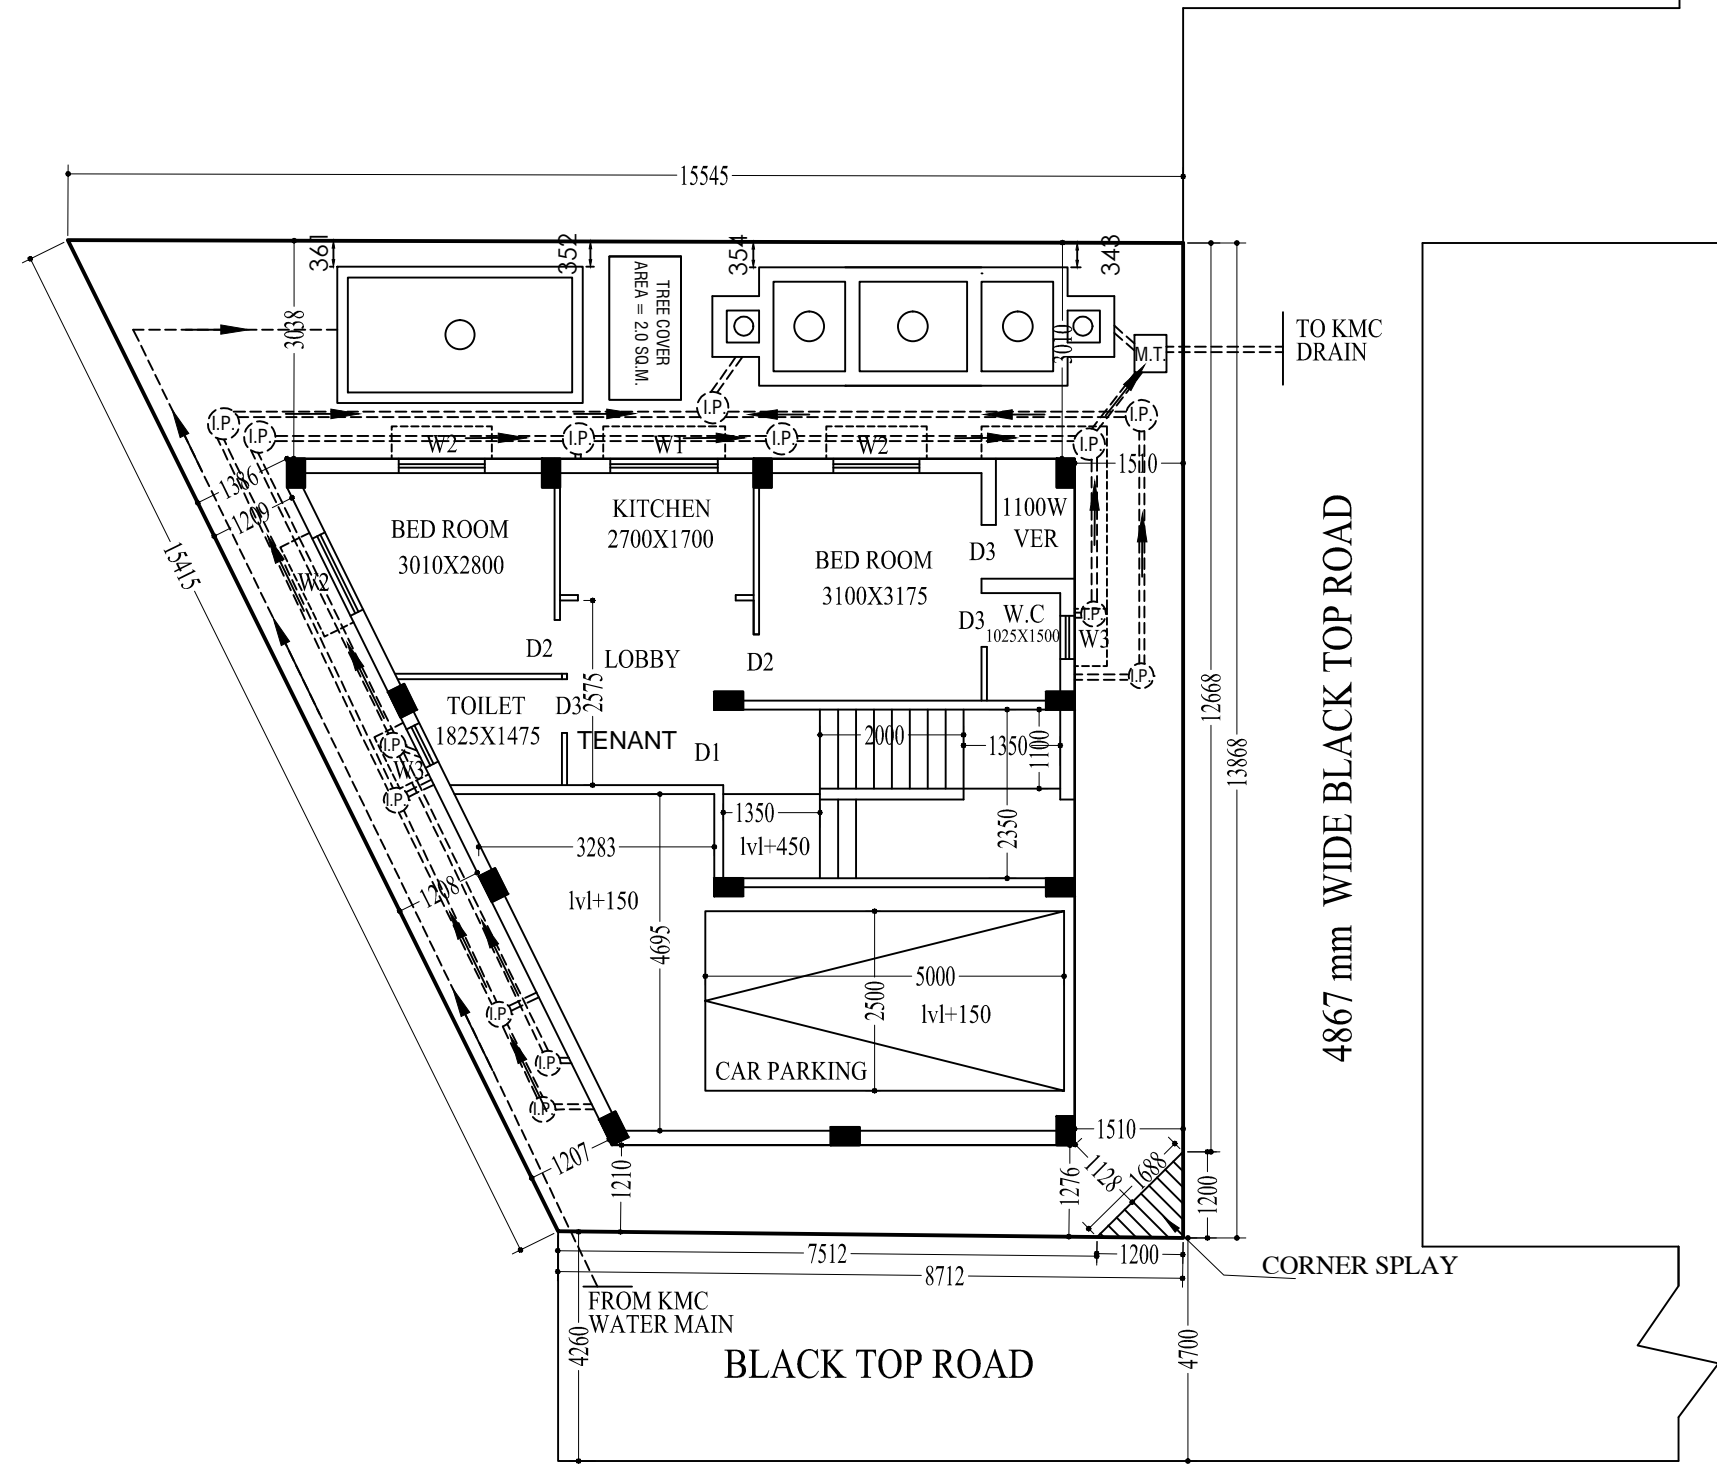 15545
361
352
354
343
TREE COVER
AREA = 2.0 SQ.M.
3038
3010
M.T.
TO KMC
DRAIN
I.P.
I.P.
I.P.
I.P.
I.P.
I.P.
I.P.
W2
W1
W2
1510
1386
1209
15415
BED ROOM
3010X2800
KITCHEN
2700X1700
BED ROOM
3100X3175
1100W
VER
D3
W2
W.C
1025X1500
D3
I.P.
W3
D2
LOBBY
D2
I.P.
2575
TOILET
1825X1475
D3
TENANT
D1
2000
1350
1100
I.P.
W3
I.P.
12668
13868
4867 mm WIDE BLACK TOP ROAD
1350
lvl+450
2350
3283
1208
lvl+150
4695
5000
2500
lvl+150
CAR PARKING
I.P.
I.P.
I.P.
1207
1210
1276
1510
1128
1688
1200
7512
1200
8712
CORNER SPLAY
FROM KMC
WATER MAIN
4260
4700
BLACK TOP ROAD